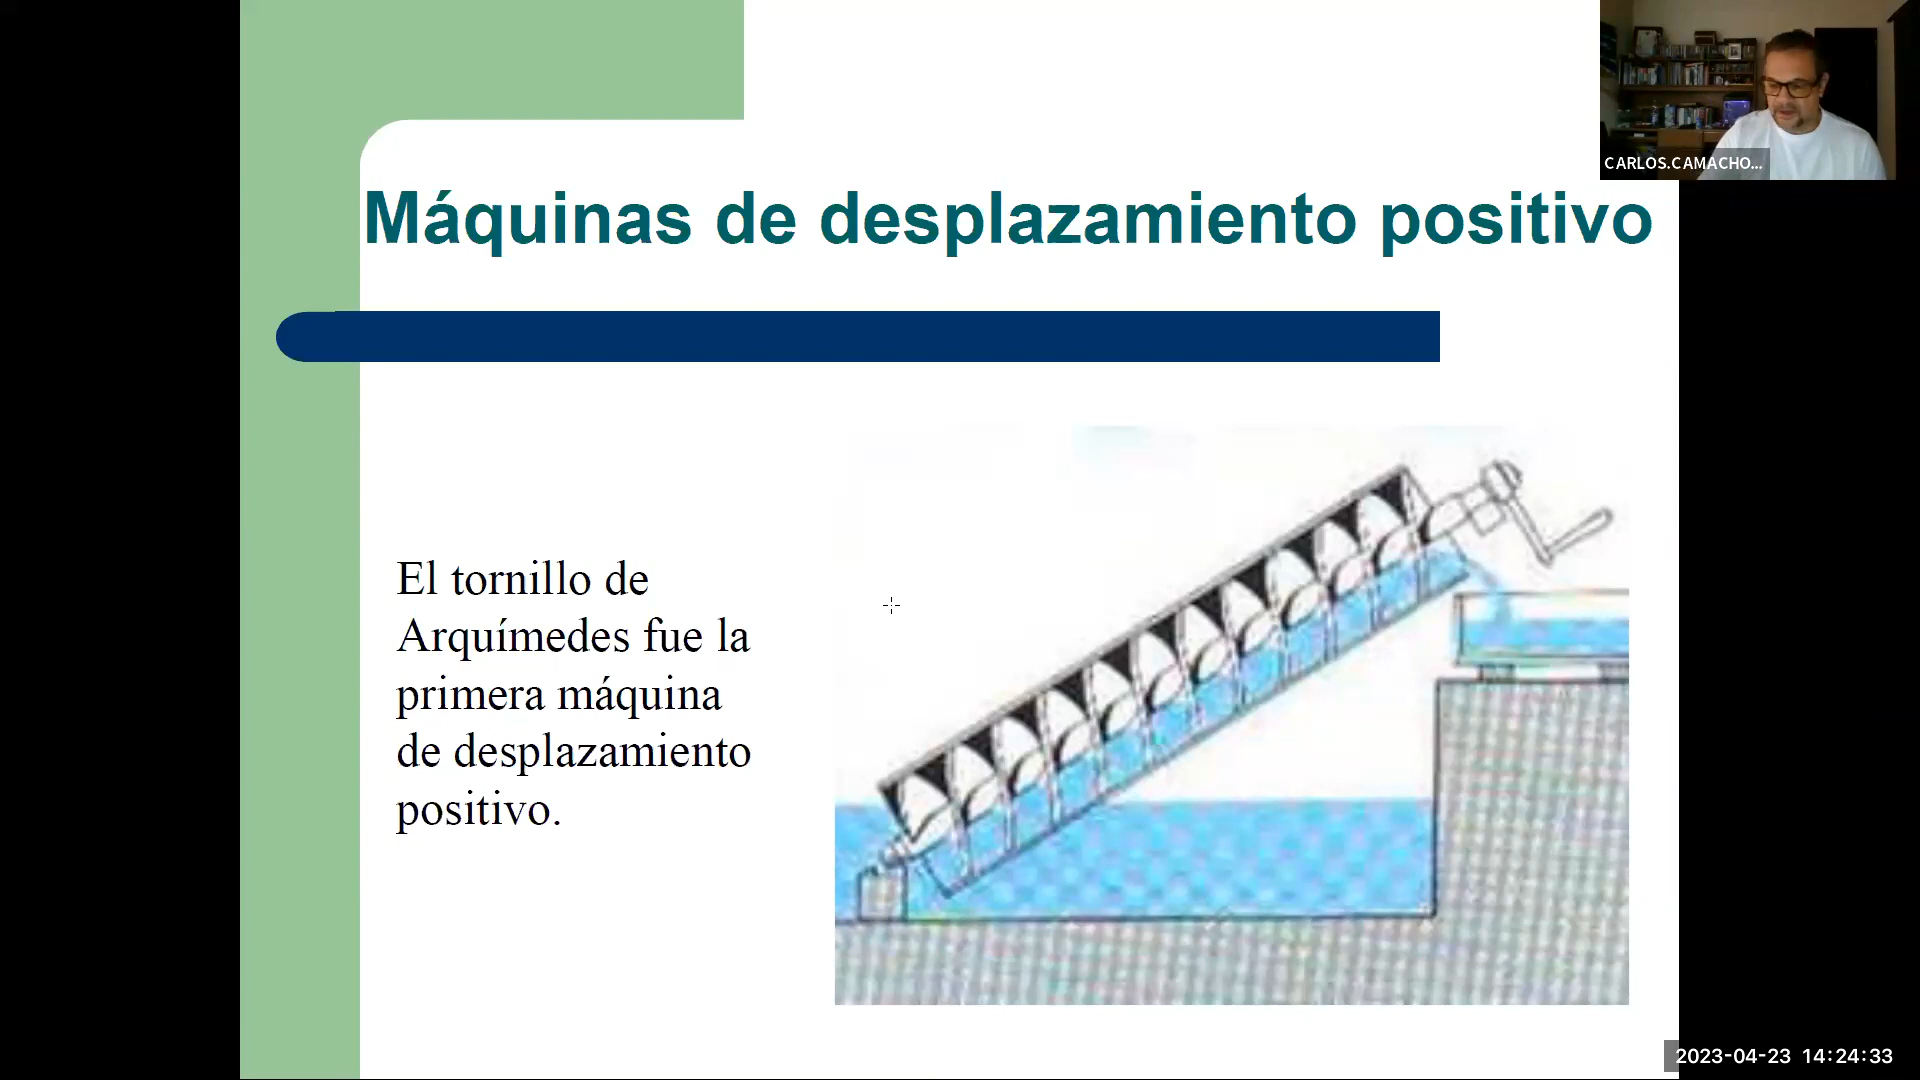 CARLOS.CAMACHO...
Máquinas de desplazamiento positivo
El tornillo de
Arquímedes fue la
primera máquina
de desplazamiento
positivo.
2023-04-23 14:24:33